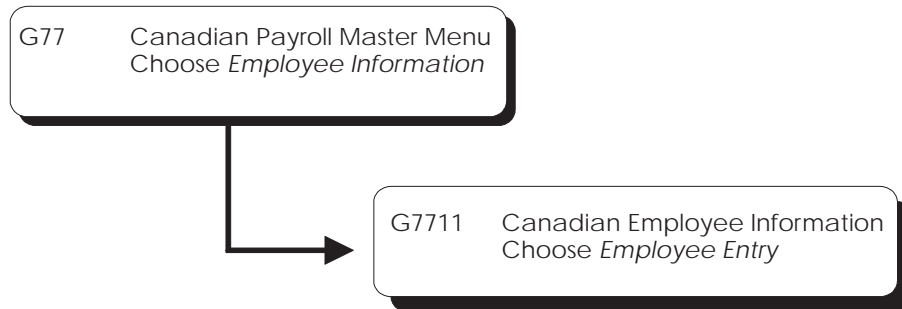 G77 Canadian Payroll Master Menu
Choose Employee Information
G7711 Canadian Employee Information
Choose Employee Entry